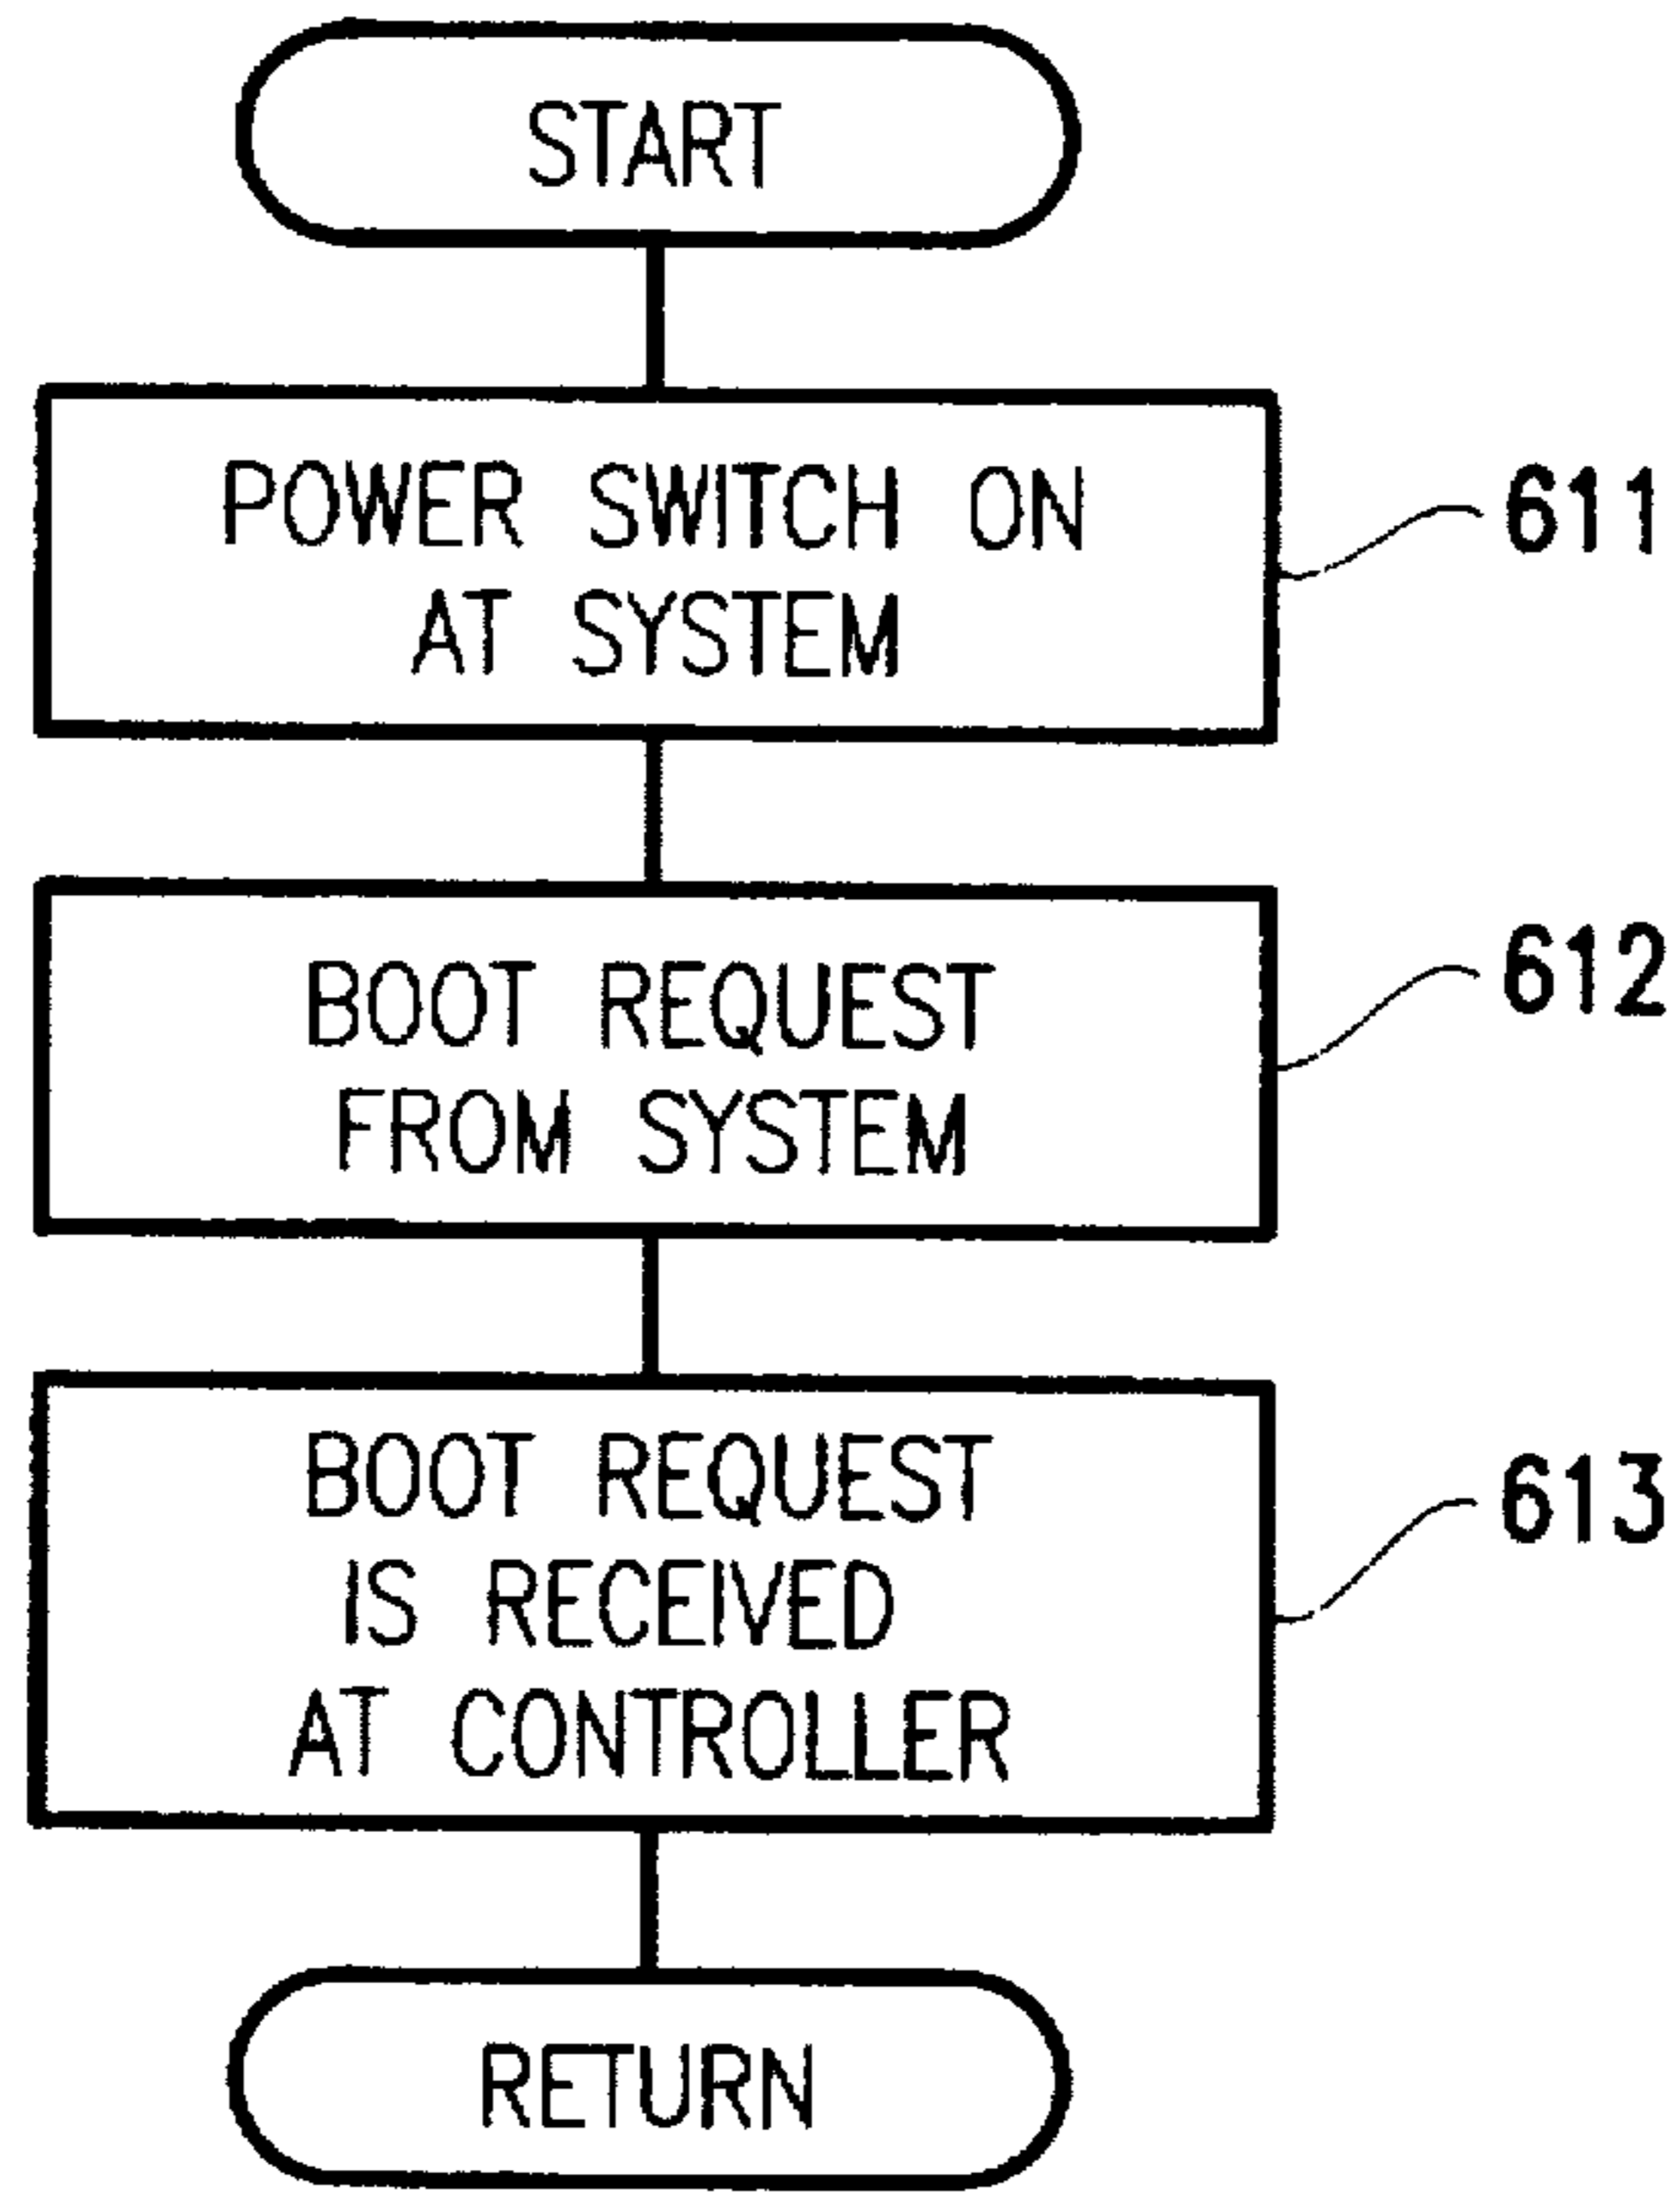 START
POWER SWITCH ON
AT SYSTEM
611
BOOT REQUEST
FROM SYSTEM
612
BOOT REQUEST
IS RECEIVED
AT CONTROLLER
613
RETURN